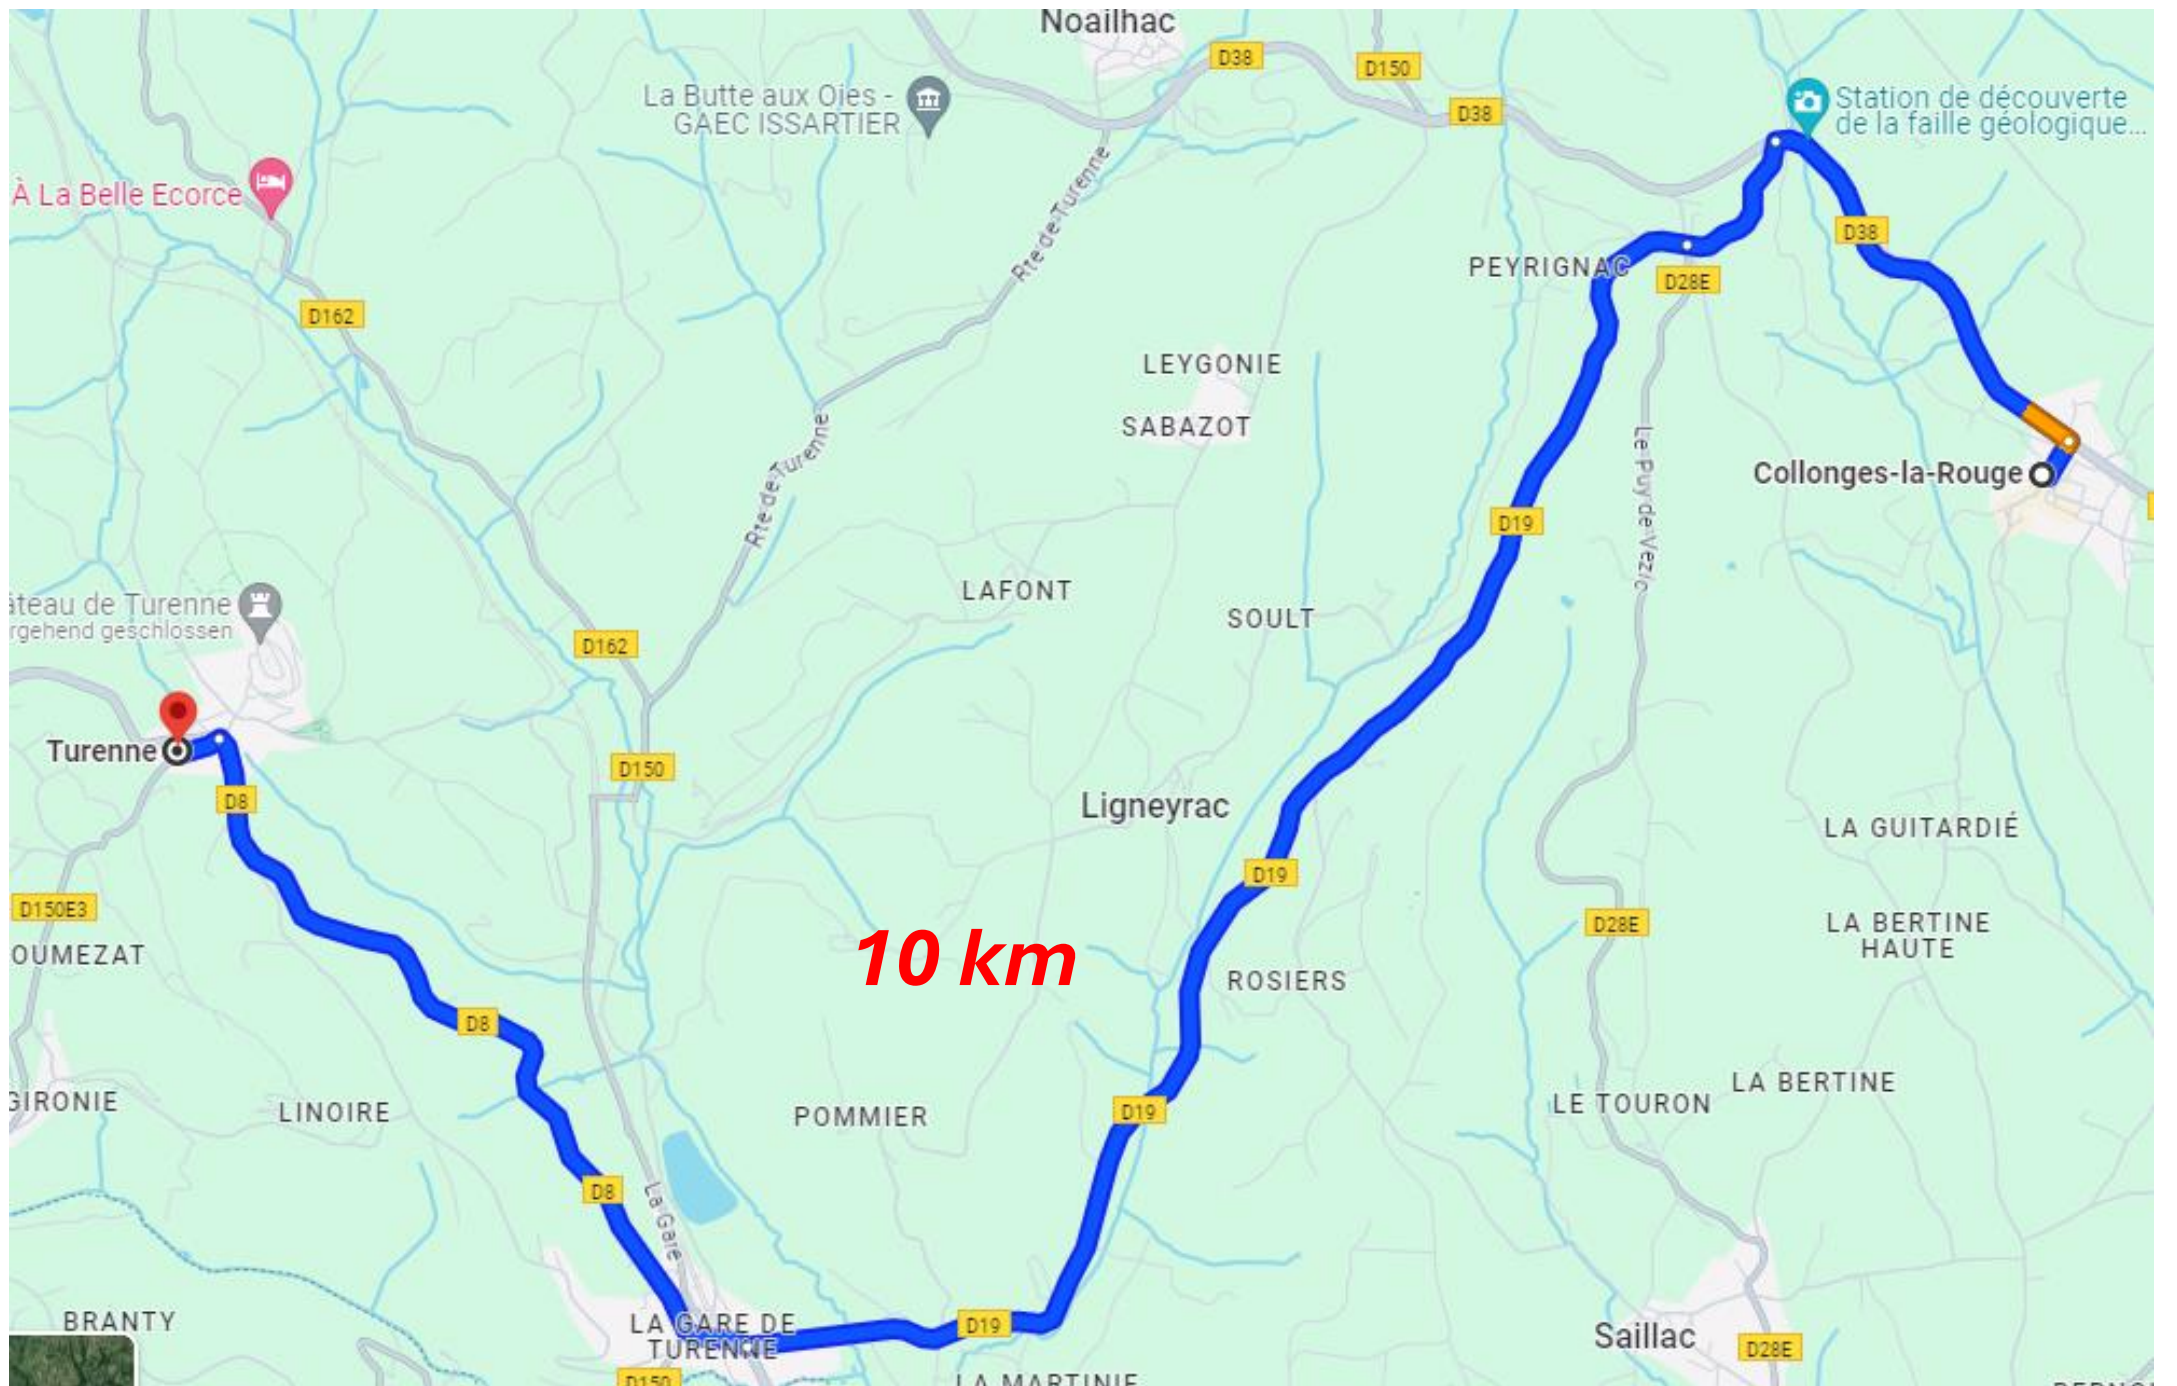 Noailhac
D38
D150
La Butte aux Oies -
GAEC ISSARTIER
D38
Station de découverte
de la faille géologique...
À La Belle Ecorce
Rte de Turenne
D38
PEYRIGNAC
D28E
D162
LEYGONIE
SABAZOT
Rte de Turenne
Le Puy de Vézic
Collonges-la-Rouge
D19
LAFONT
âteau de Turenne
rgehend geschlossen
SOULT
D162
Turenne
D150
D8
Ligneyrac
LA GUITARDIÉ
D19
D150E3
D28E
LA BERTINE
HAUTE
OUMEZAT
10 km
ROSIERS
D8
LA BERTINE
GIRONIE
LINOIRE
POMMIER
D19
LE TOURON
D8
La Gare
BRANTY
LA GARE DE
TURENNE
D19
Saillac
D28E
D150
LA MARTINIE